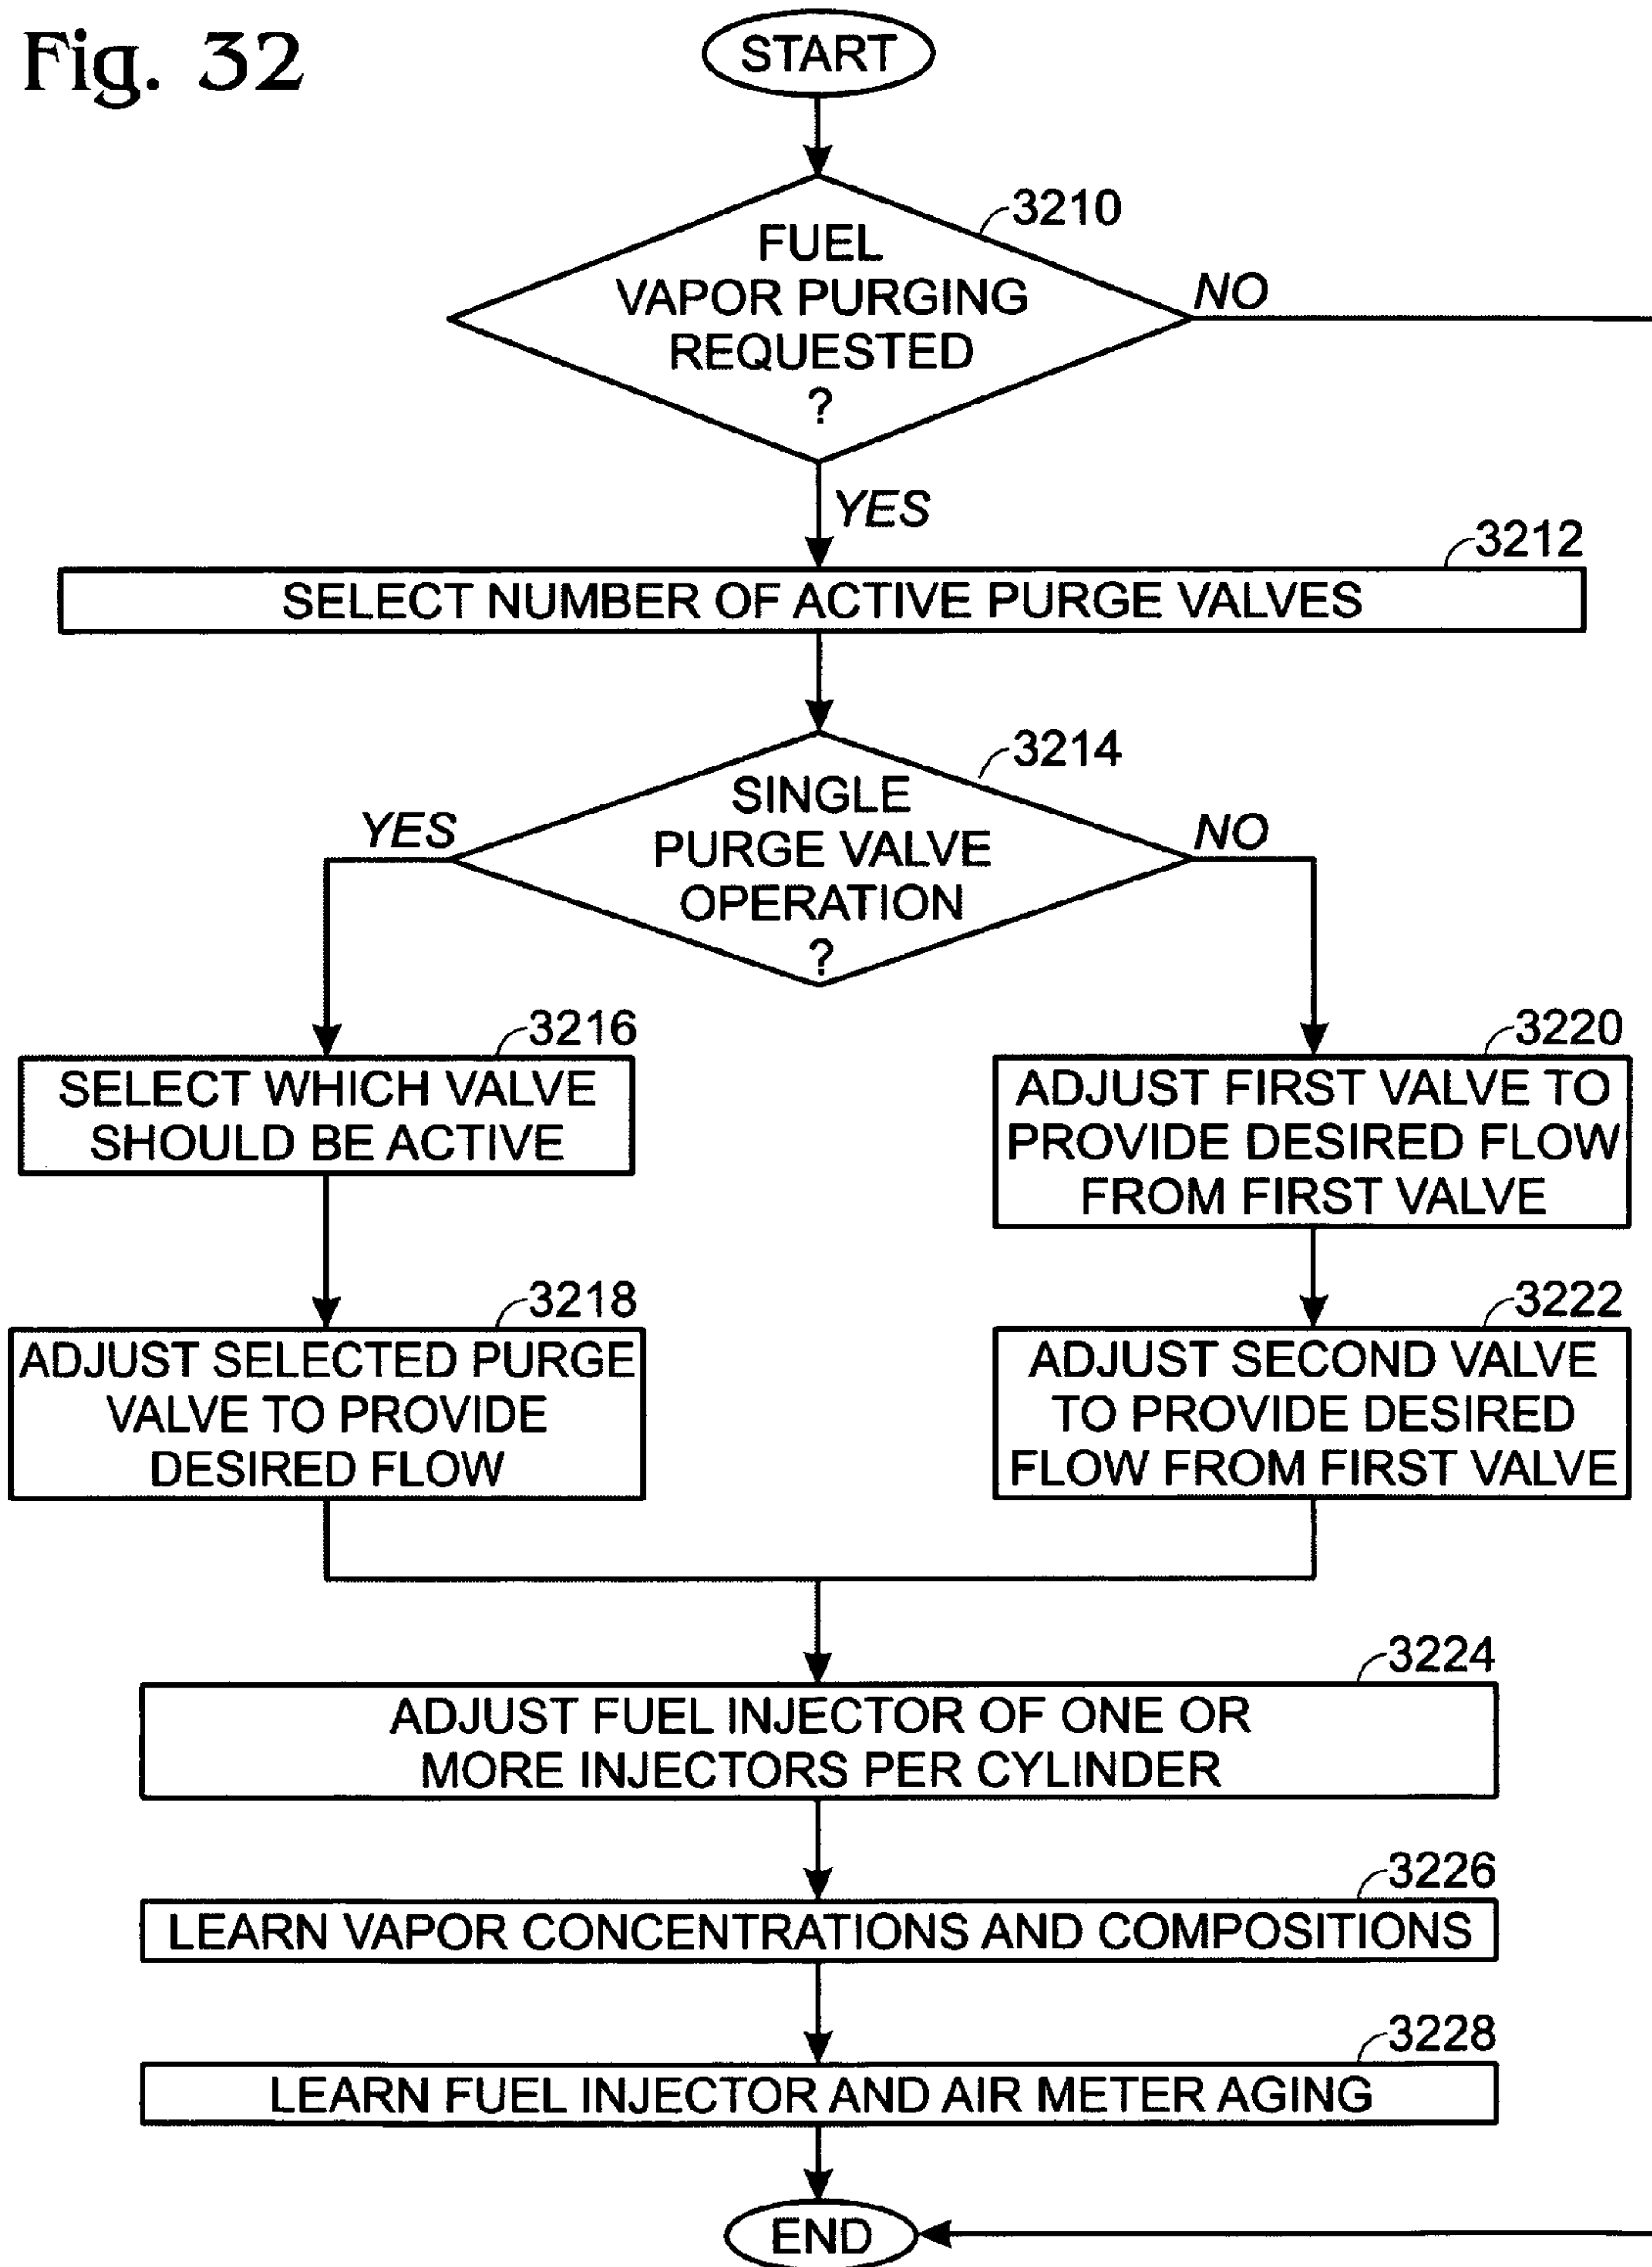 Fig. 32
START
3210
FUEL
VAPOR PURGING
REQUESTED
?
NO
YES
3212
SELECT NUMBER OF ACTIVE PURGE VALVES
3214
SINGLE
PURGE VALVE
OPERATION
?
YES
NO
3216
SELECT WHICH VALVE
SHOULD BE ACTIVE
3218
ADJUST SELECTED PURGE
VALVE TO PROVIDE
DESIRED FLOW
3220
ADJUST FIRST VALVE TO
PROVIDE DESIRED FLOW
FROM FIRST VALVE
3222
ADJUST SECOND VALVE
TO PROVIDE DESIRED
FLOW FROM FIRST VALVE
3224
ADJUST FUEL INJECTOR OF ONE OR
MORE INJECTORS PER CYLINDER
3226
LEARN VAPOR CONCENTRATIONS AND COMPOSITIONS
3228
LEARN FUEL INJECTOR AND AIR METER AGING
END